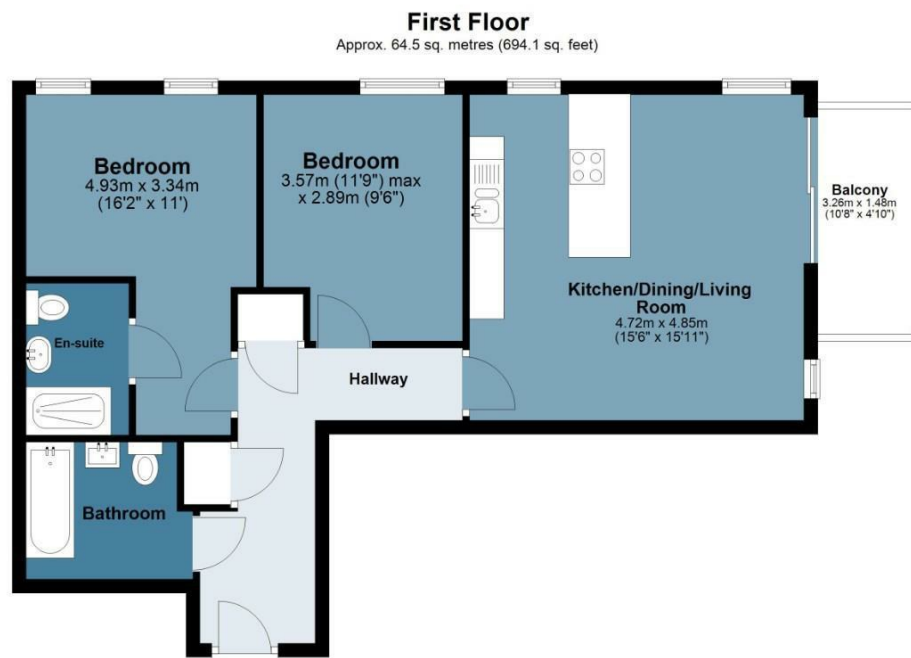 First Floor
Approx. 64.5 sq. metres (694.1 sq. feet)
Bedroom
4.93m x 3.34m
(16'2" x 11')
Bedroom
3.57m (11'9") max
x 2.89m (9'6")
Balcony
3.26m x 1.48m
(10'8" x 4'10")
Kitchen/Dining/Living
Room
4.72m x 4.85m
(15'6" x 15'11")
En-suite
Hallway
Bathroom